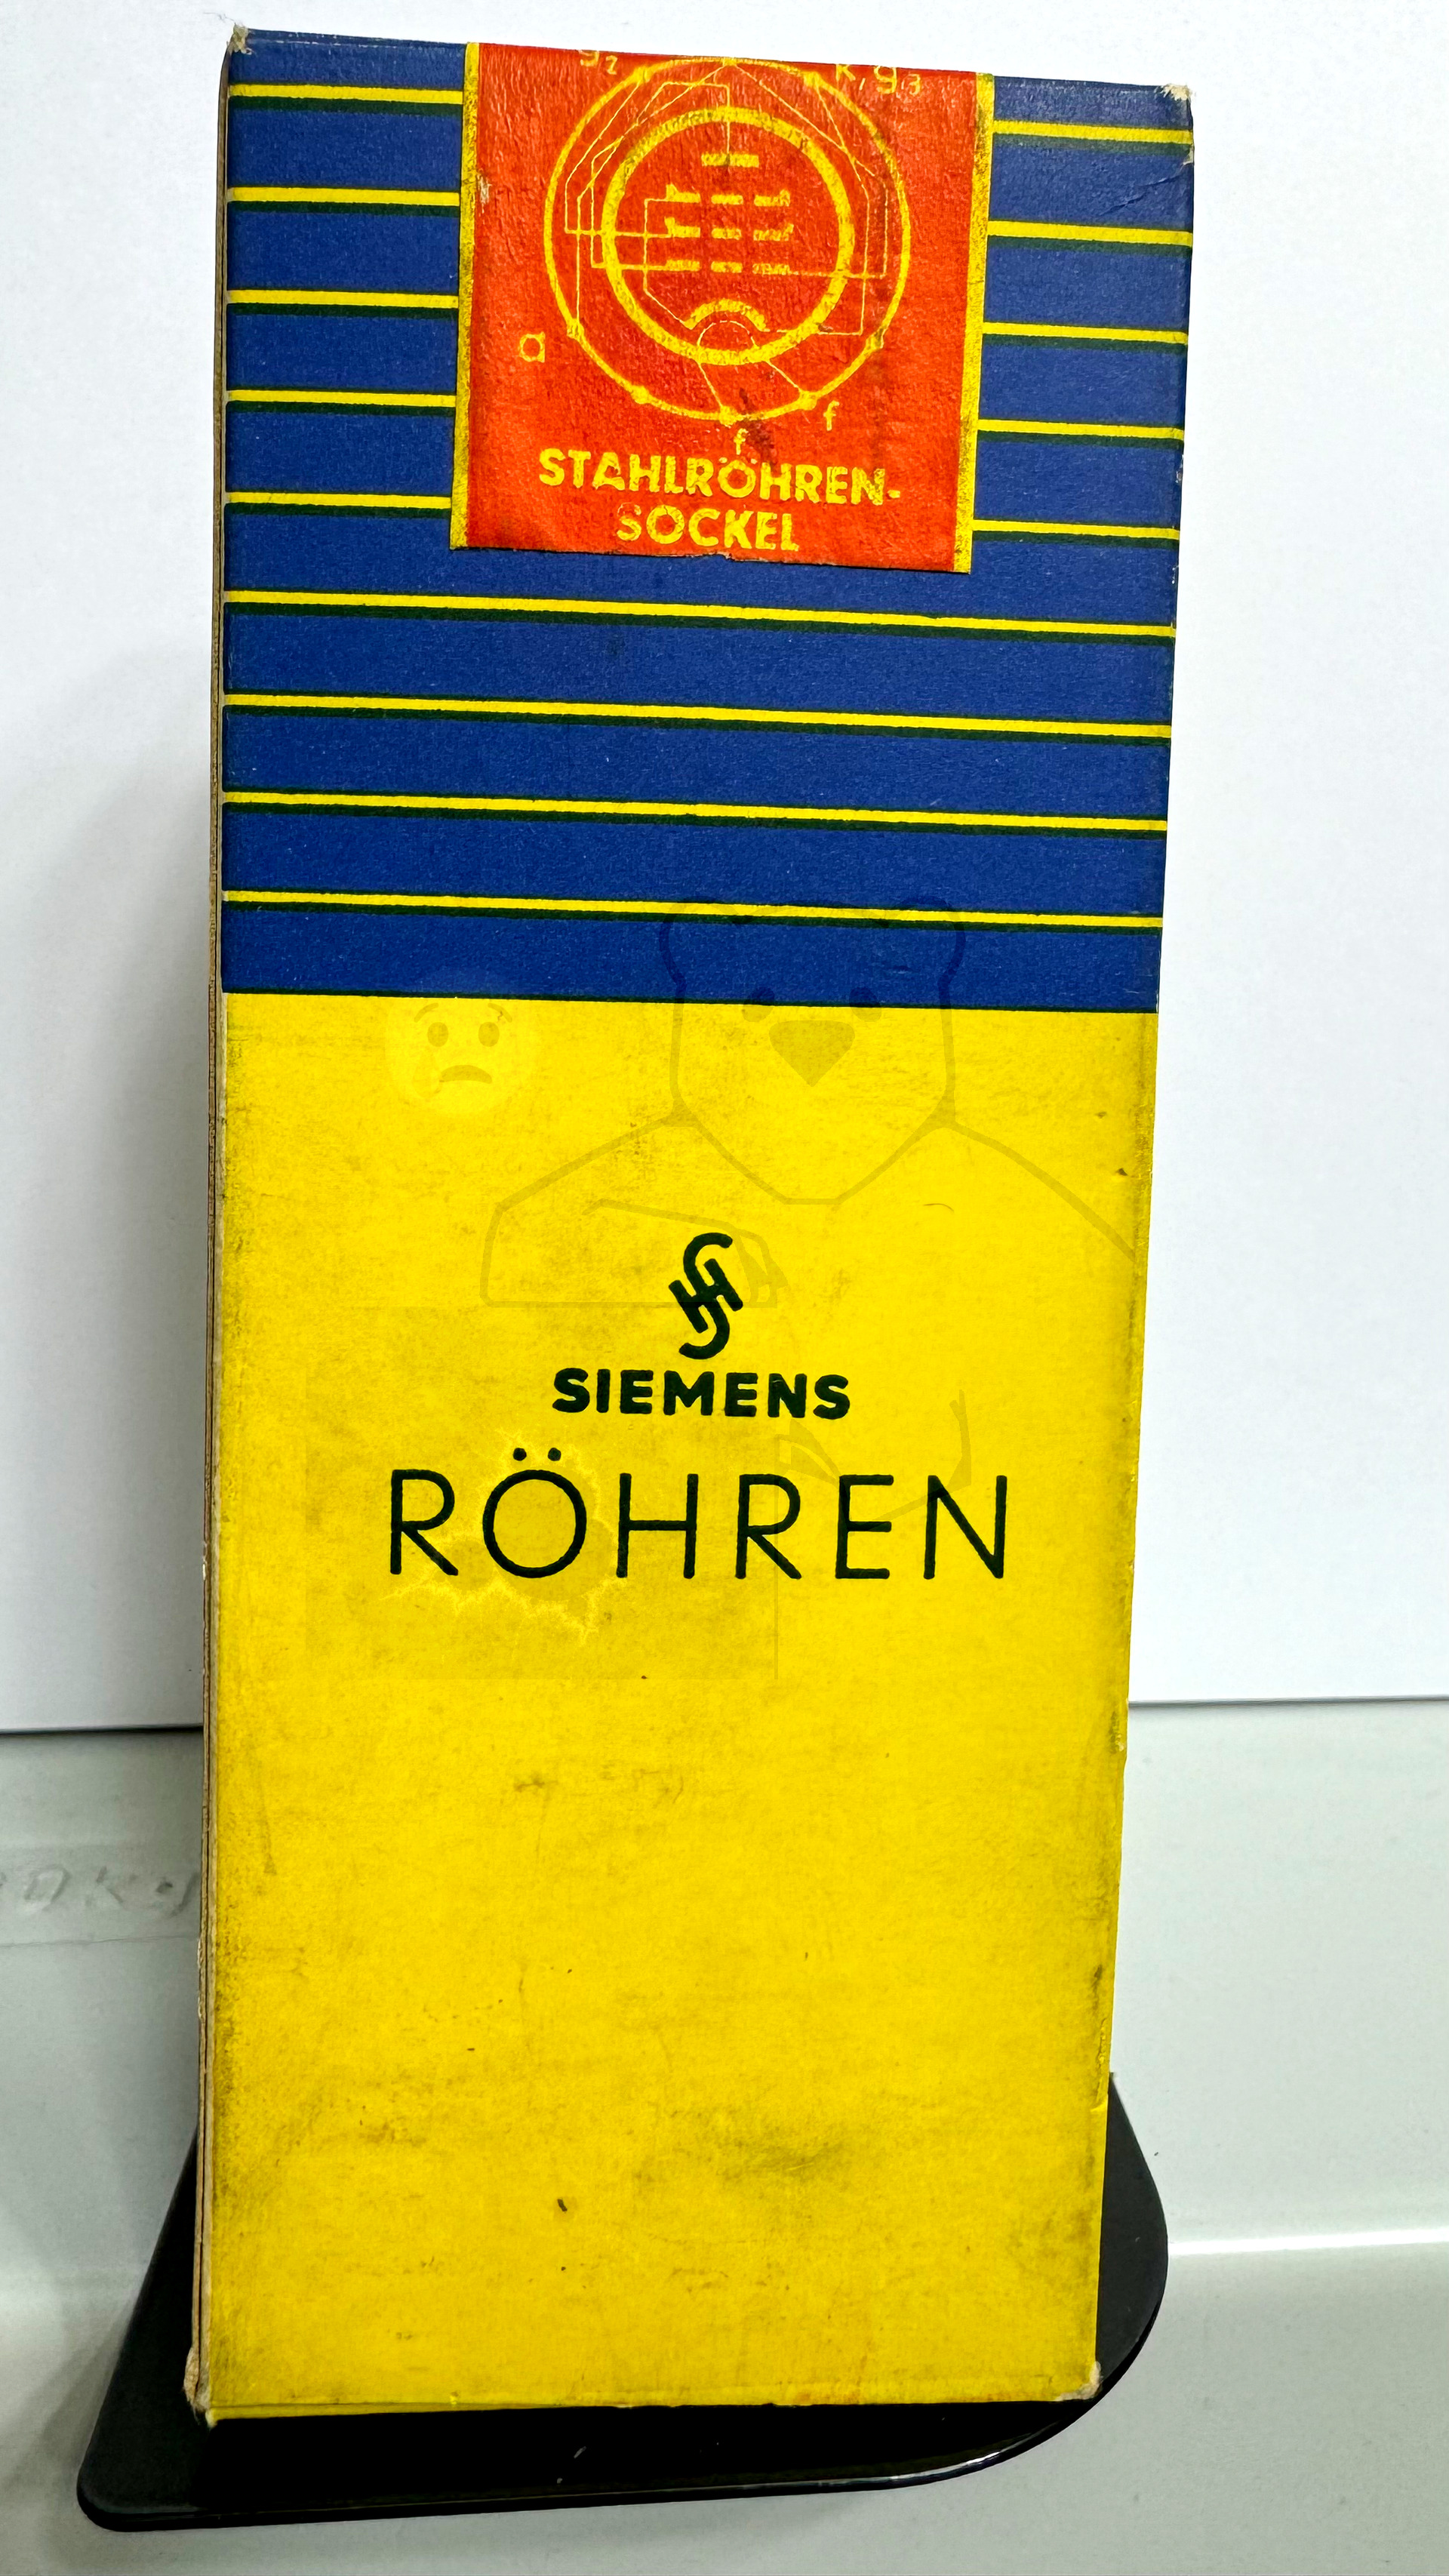 g2 k, g3
a
f
f
STAHLRÖHREN-
SOCKEL
SIEMENS
RÖHREN